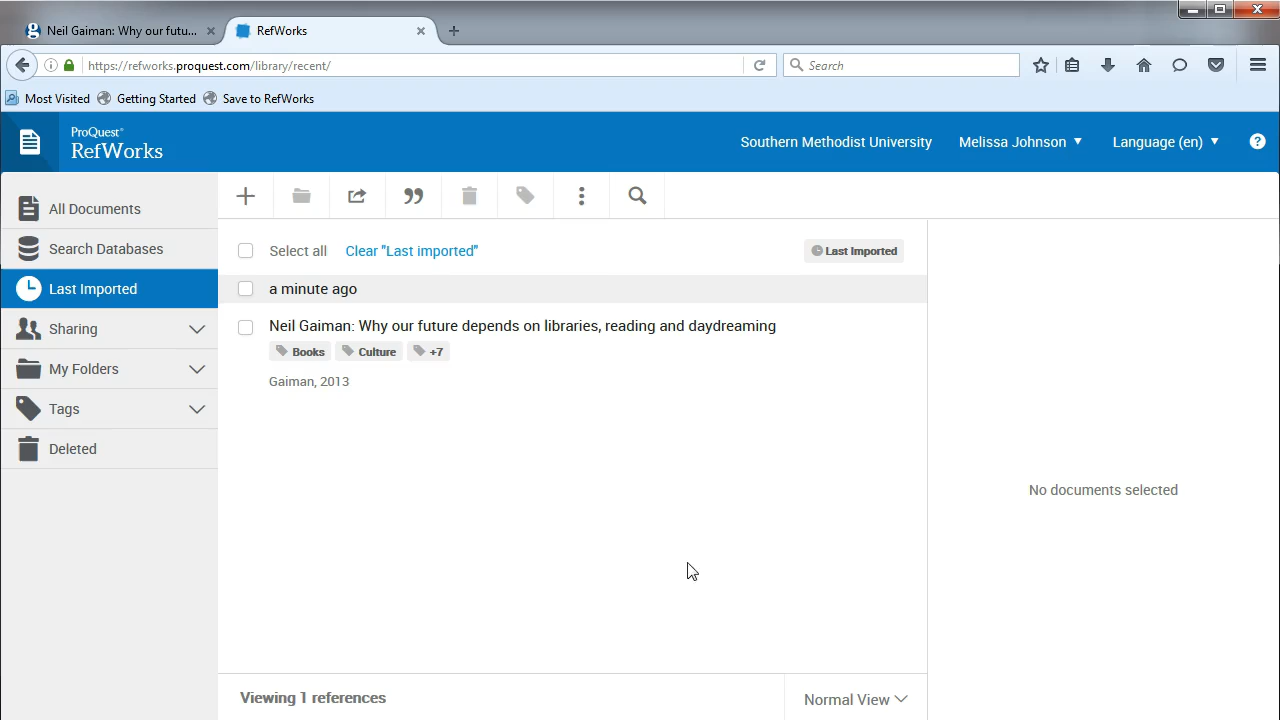 Neil Gaiman: Why our futu...
RefWorks
https://refworks.proquest.com/library/recent/
Search
Most Visited
Getting Started
Save to RefWorks
ProQuest®
RefWorks
Southern Methodist University
Melissa Johnson
Language (en)
All Documents
Search Databases
Last Imported
Sharing
My Folders
Tags
Deleted
Select all
Clear "Last imported"
Last Imported
a minute ago
Neil Gaiman: Why our future depends on libraries, reading and daydreaming
Books
Culture
+7
Gaiman, 2013
No documents selected
Viewing 1 references
Normal View